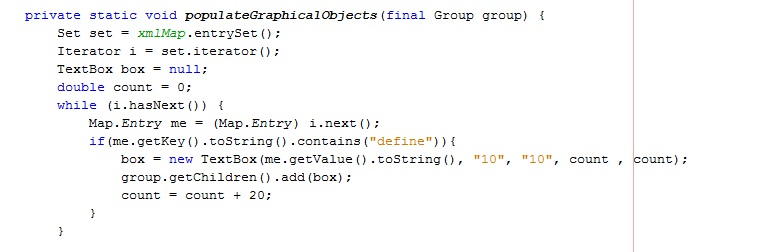 private static void populateGraphicalObjects(final Group group) {
Set set = xmlMap.entrySet();
Iterator i = set.iterator();
TextBox box = null;
double count = 0;
while (i.hasNext()) {
Map.Entry me = (Map.Entry) i.next();
if(me.getKey().toString().contains("define")){
box = new TextBox(me.getValue().toString(), "10", "10", count , count);
group.getChildren().add(box);
count = count + 20;
}
}